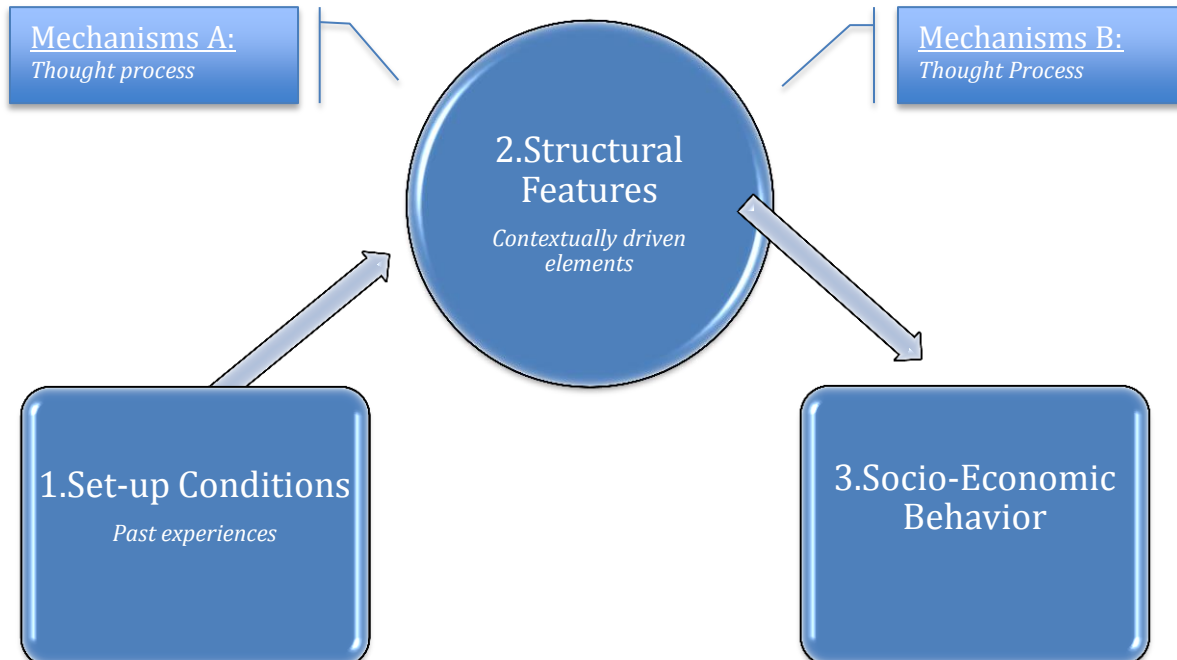 Mechanisms A:
Thought process
Mechanisms B:
Thought Process
2.Structural
Features
Contextually driven
elements
1.Set-up Conditions
Past experiences
3.Socio-Economic
Behavior